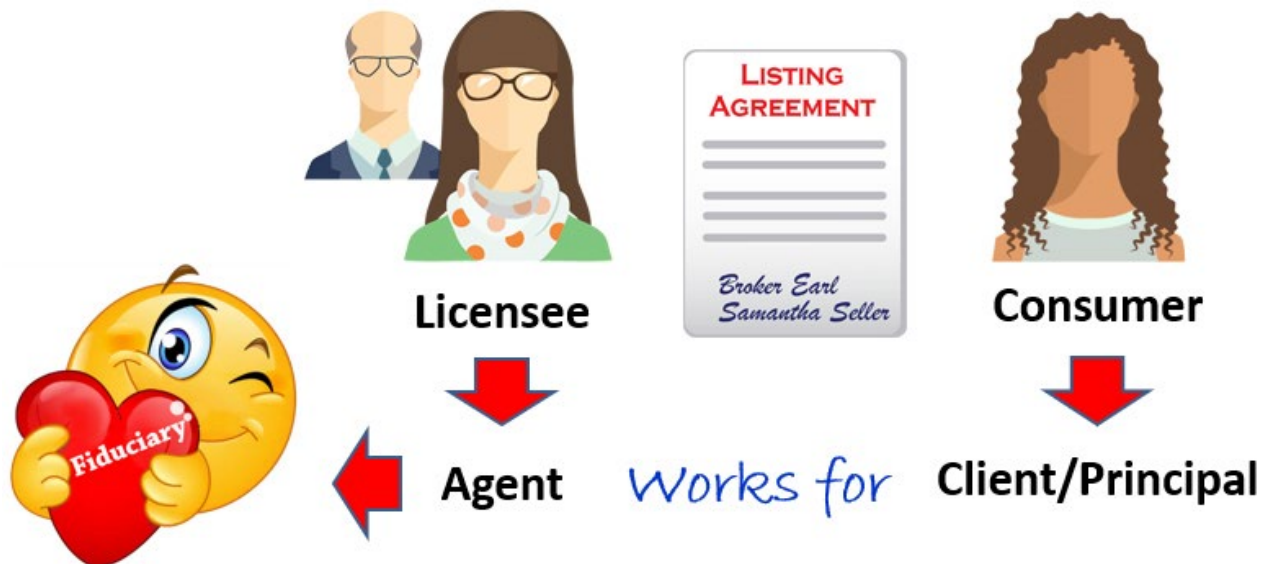 LISTING
AGREEMENT
Broker Earl
Samantha Seller
Licensee
Consumer
Fiduciary
Agent Works for Client/Principal